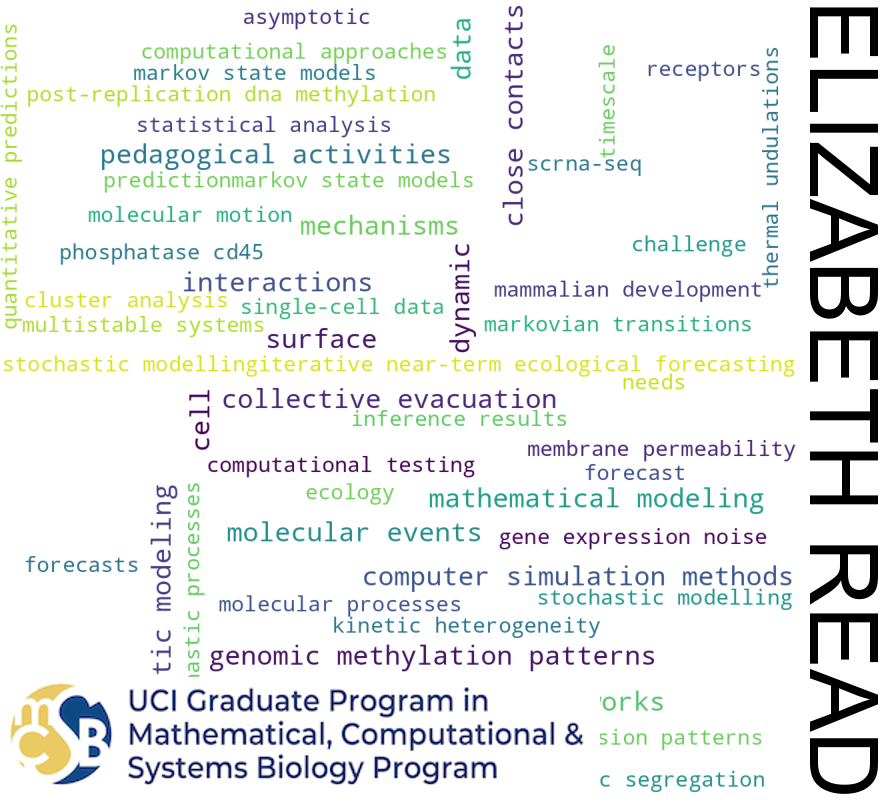 asymptotic
computational approaches
markov state models
post-replication dna methylation
statistical analysis
pedagogical activities
predictionmarkov state models
molecular motion
mechanisms
phosphatase cd45
interactions
cluster analysis
single-cell data
multistable systems
surface
quantitative predictions
data
close contacts
timescale
receptors
thermal undulations
scrna-seq
challenge
dynamic
mammalian development
markovian transitions
stochastic modellingiterative near-term ecological forecasting
needs
cell
collective evacuation
inference results
membrane permeability
computational testing
forecast
ecology
mathematical modeling
molecular events
gene expression noise
forecasts
tic modeling
astic processes
computer simulation methods
stochastic modelling
molecular processes
kinetic heterogeneity
genomic methylation patterns
orks
sion patterns
c segregation
mCSB
UCI Graduate Program in
Mathematical, Computational &
Systems Biology Program
ELIZABETH READ